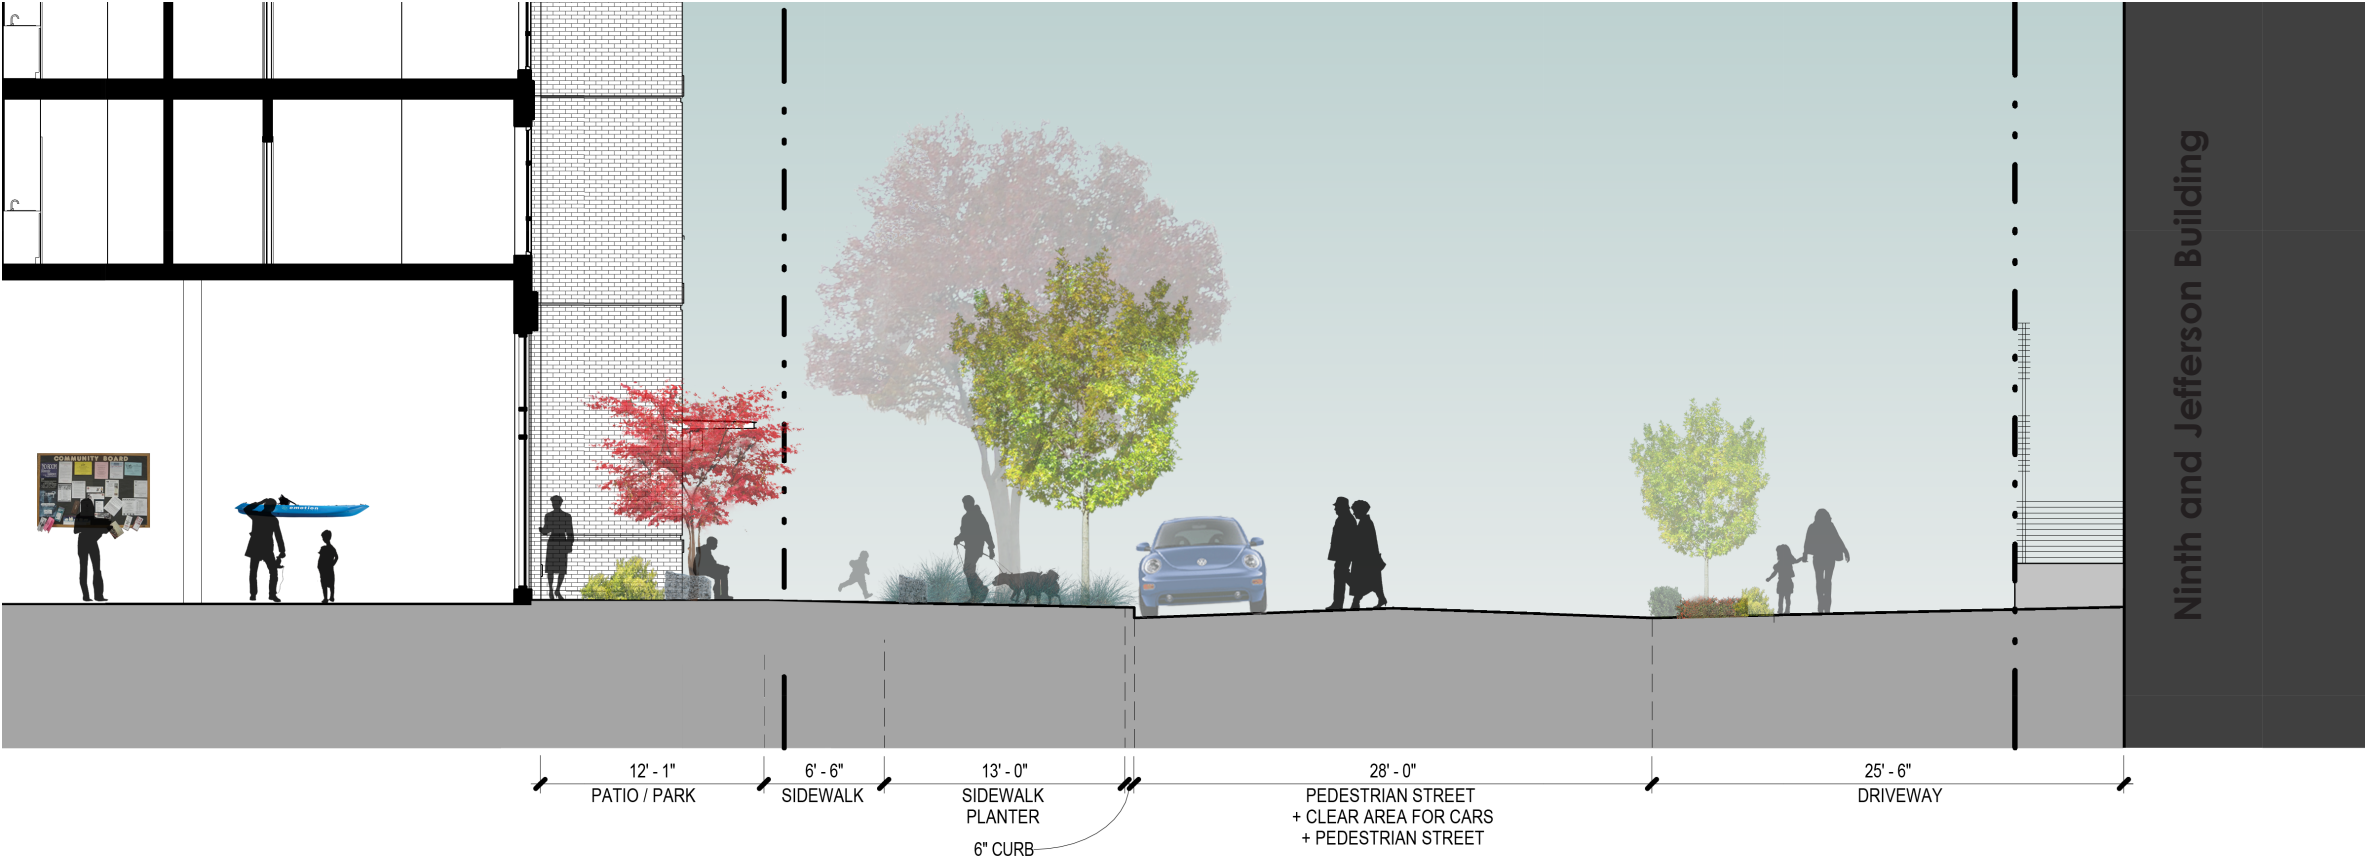 COMMUNITY BOARD
emotion
Ninth and Jefferson Building
12' - 1"
PATIO / PARK
6' - 6"
SIDEWALK
13' - 0"
SIDEWALK
PLANTER
6" CURB
28' - 0"
PEDESTRIAN STREET
+ CLEAR AREA FOR CARS
+ PEDESTRIAN STREET
25' - 6"
DRIVEWAY